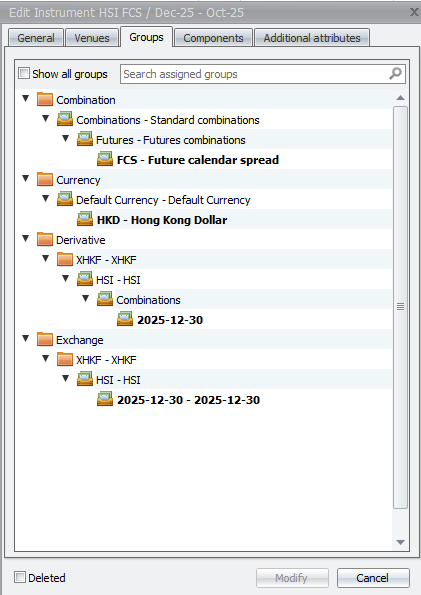 Edit Instrument HSI FCS / Dec-25 - Oct-25
General Venues Groups Components Additional attributes
Show all groups Search assigned groups
Combination
Combinations - Standard combinations
Futures - Futures combinations
FCS - Future calendar spread
Currency
Default Currency - Default Currency
HKD - Hong Kong Dollar
Derivative
XHKF - XHKF
HSI - HSI
Combinations
2025-12-30
Exchange
XHKF - XHKF
HSI - HSI
2025-12-30 - 2025-12-30
Deleted Modify Cancel